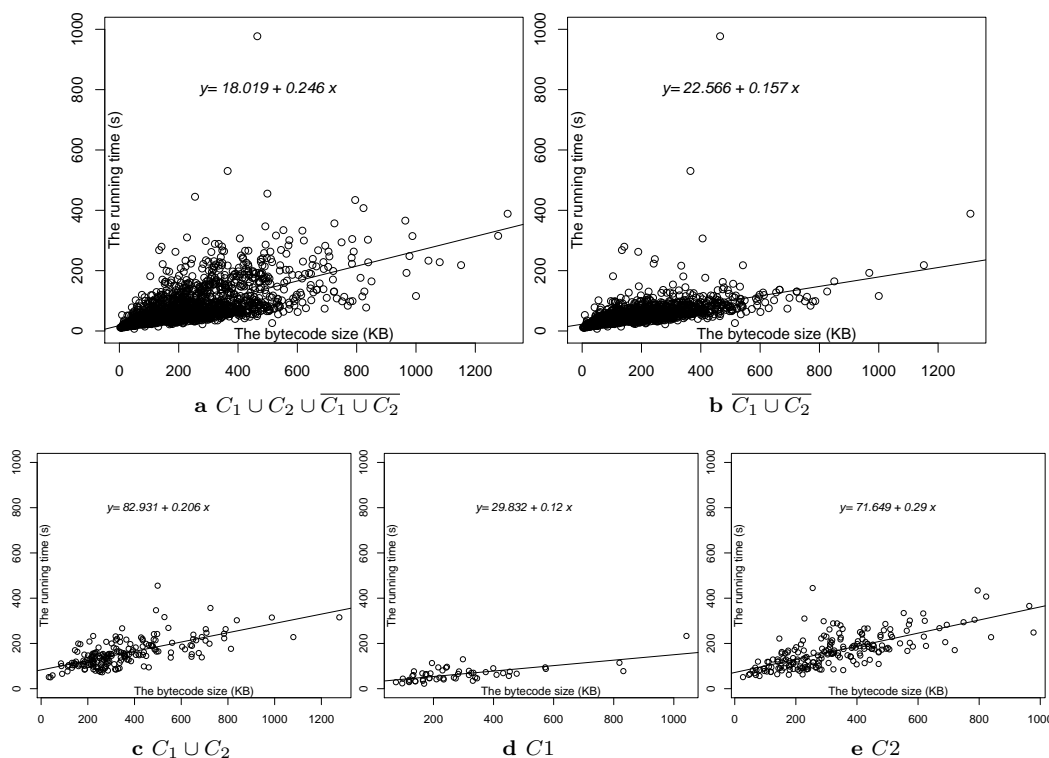 1000
800
600
400
200
0
The running time (s)
y= 18.019 + 0.246 x
The bytecode size (KB)
0 200 400 600 800 1000 1200
a C₁ ∪ C₂ ∪ \overline{C₁ ∪ C₂}
1000
800
600
400
200
0
The running time (s)
y= 22.566 + 0.157 x
The bytecode size (KB)
0 200 400 600 800 1000 1200
b \overline{C₁ ∪ C₂}
1000
800
600
400
200
0
The running time (s)
y= 82.931 + 0.206 x
The bytecode size (KB)
0 200 400 600 800 1000 1200
c C₁ ∪ C₂
1000
800
600
400
200
0
The running time (s)
y= 29.832 + 0.12 x
The bytecode size (KB)
200 400 600 800 1000
d C1
1000
800
600
400
200
0
The running time (s)
y= 71.649 + 0.29 x
The bytecode size (KB)
0 200 400 600 800 1000
e C2